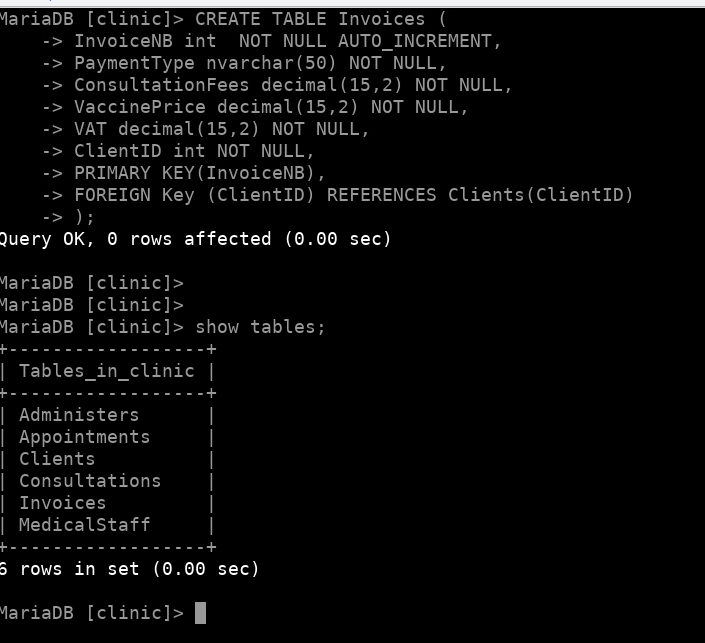 MariaDB [clinic]> CREATE TABLE Invoices (
    -> InvoiceNB int  NOT NULL AUTO_INCREMENT,
    -> PaymentType nvarchar(50) NOT NULL,
    -> ConsultationFees decimal(15,2) NOT NULL,
    -> VaccinePrice decimal(15,2) NOT NULL,
    -> VAT decimal(15,2) NOT NULL,
    -> ClientID int NOT NULL,
    -> PRIMARY KEY(InvoiceNB),
    -> FOREIGN Key (ClientID) REFERENCES Clients(ClientID)
    -> );
Query OK, 0 rows affected (0.00 sec)

MariaDB [clinic]>
MariaDB [clinic]>
MariaDB [clinic]> show tables;
+------------------+
| Tables_in_clinic |
+------------------+
| Administers      |
| Appointments     |
| Clients          |
| Consultations    |
| Invoices         |
| MedicalStaff     |
+------------------+
6 rows in set (0.00 sec)

MariaDB [clinic]>